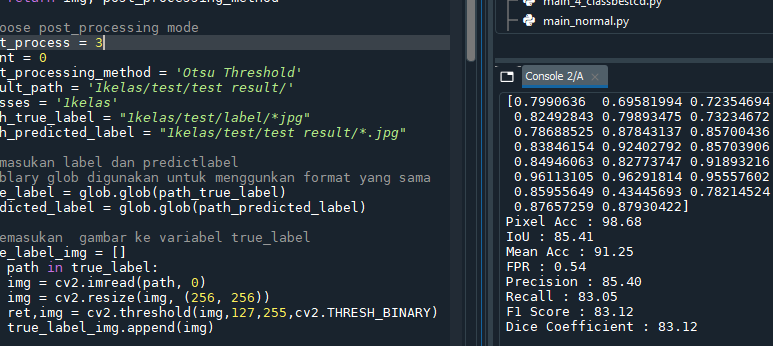 return img, post_processing_method
oose post_processing mode
t_process = 3
nt = 0
t_processing_method = 'Otsu Threshold'
ult_path = '1kelas/test/test result/'
sses = '1kelas'
h_true_label = "1kelas/test/label/*jpg"
h_predicted_label = "1kelas/test/test result/*.jpg"
masukan label dan predictlabel
blary glob digunakan untuk menggunkan format yang sama
e_label = glob.glob(path_true_label)
dicted_label = glob.glob(path_predicted_label)
emasukan  gambar ke variabel true_label
e_label_img = []
path in true_label:
img = cv2.imread(path, 0)
img = cv2.resize(img, (256, 256))
ret,img = cv2.threshold(img,127,255,cv2.THRESH_BINARY)
true_label_img.append(img)
main_4_classbestcd.py
main_normal.py
Console 2/A
[0.7990636  0.69581994 0.72354694
0.82492843 0.79893475 0.73234672
0.78688525 0.87843137 0.85700436
0.83846154 0.92402792 0.85703906
0.84946063 0.82773747 0.91893216
0.96113105 0.96291814 0.95557602
0.85955649 0.43445693 0.78214524
0.87657259 0.87930422]
Pixel Acc : 98.68
IoU : 85.41
Mean Acc : 91.25
FPR : 0.54
Precision : 85.40
Recall : 83.05
F1 Score : 83.12
Dice Coefficient : 83.12